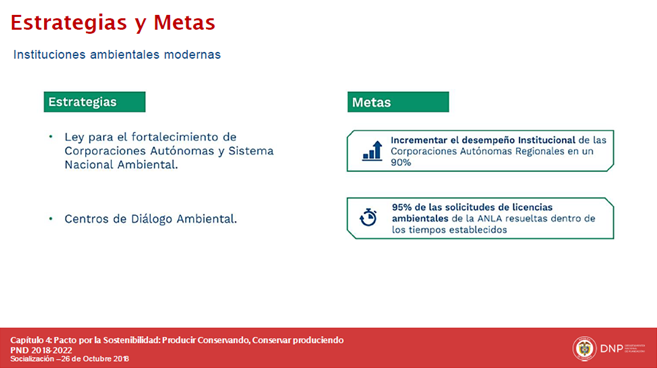 Estrategias y Metas
Instituciones ambientales modernas
Estrategias
• Ley para el fortalecimiento de
Corporaciones Autónomas y Sistema
Nacional Ambiental.
• Centros de Diálogo Ambiental.
Metas
Incrementar el desempeño Institucional de las
Corporaciones Autónomas Regionales en un
90%
95% de las solicitudes de licencias
ambientales de la ANLA resueltas dentro de
los tiempos establecidos
Capítulo 4: Pacto por la Sostenibilidad: Producir Conservando, Conservar produciendo
PND 2018-2022
Socialización –26 de Octubre 2018
DNP